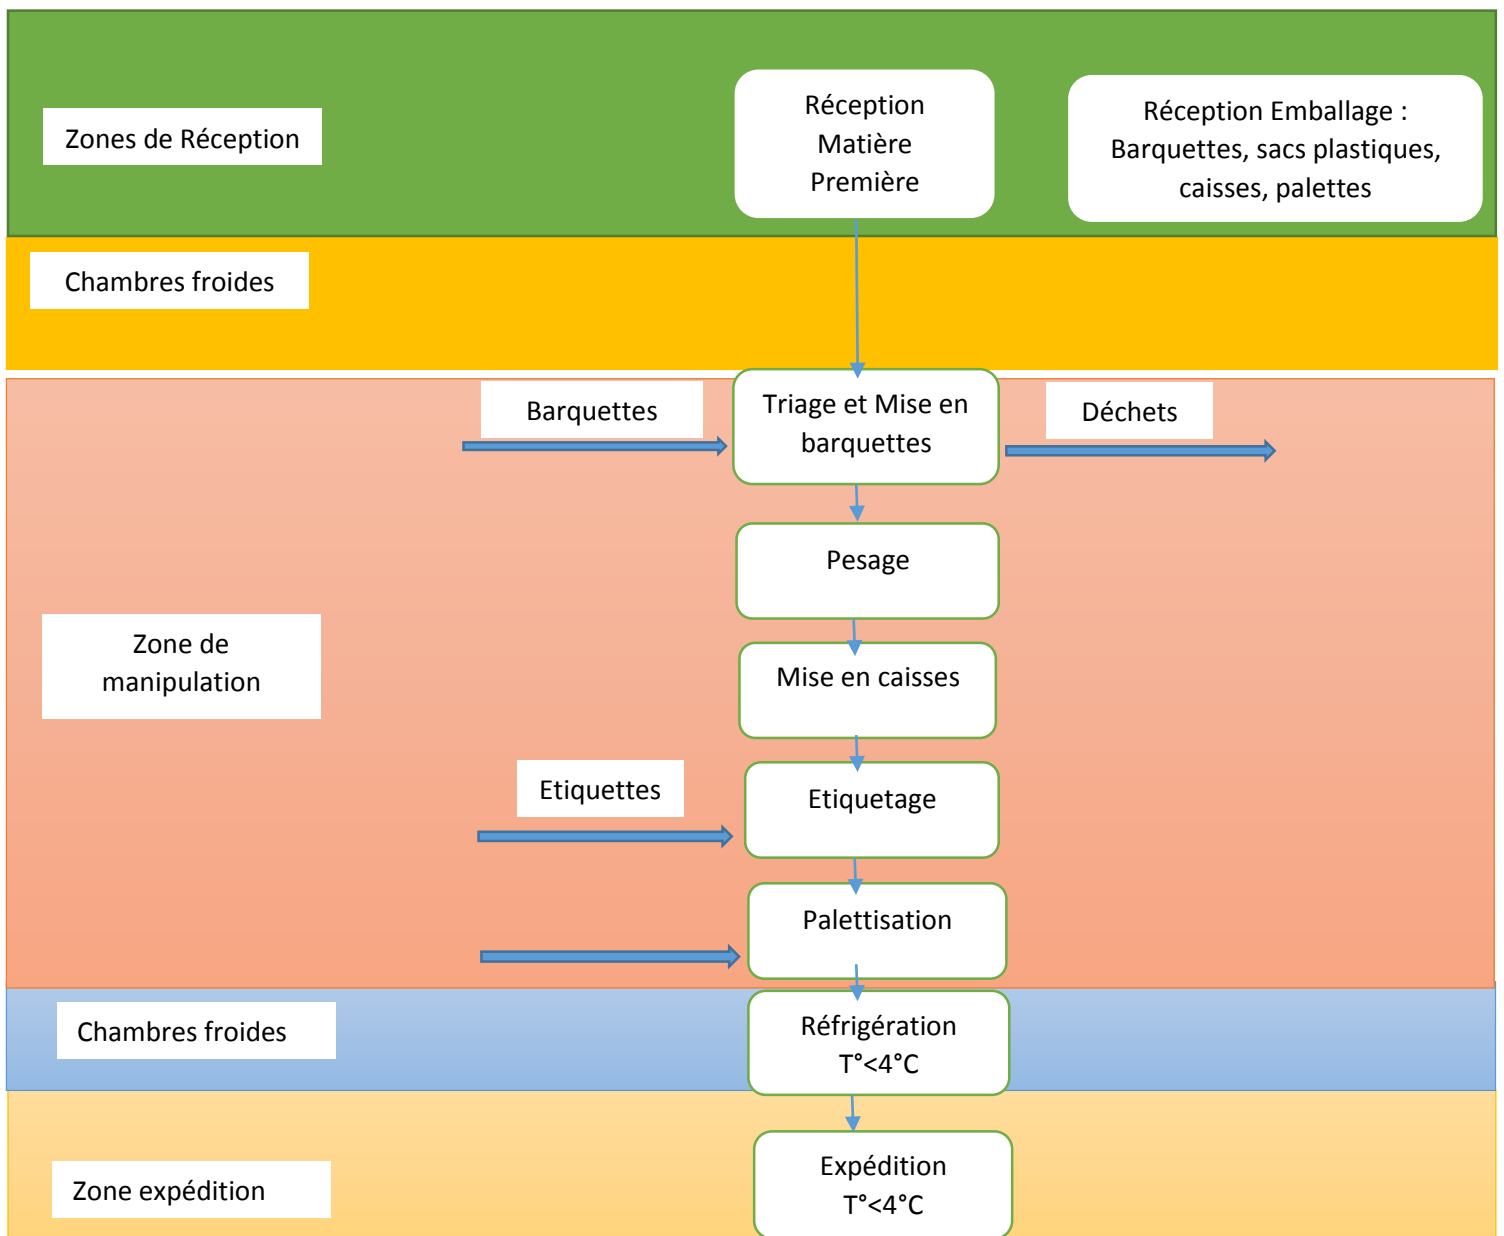 Zones de Réception
Réception
Matière
Première
Réception Emballage :
Barquettes, sacs plastiques,
caisses, palettes
Chambres froides
Barquettes
Triage et Mise en
barquettes
Déchets
Pesage
Zone de
manipulation
Mise en caisses
Etiquettes
Etiquetage
Palettisation
Chambres froides
Réfrigération
T°<4°C
Zone expédition
Expédition
T°<4°C